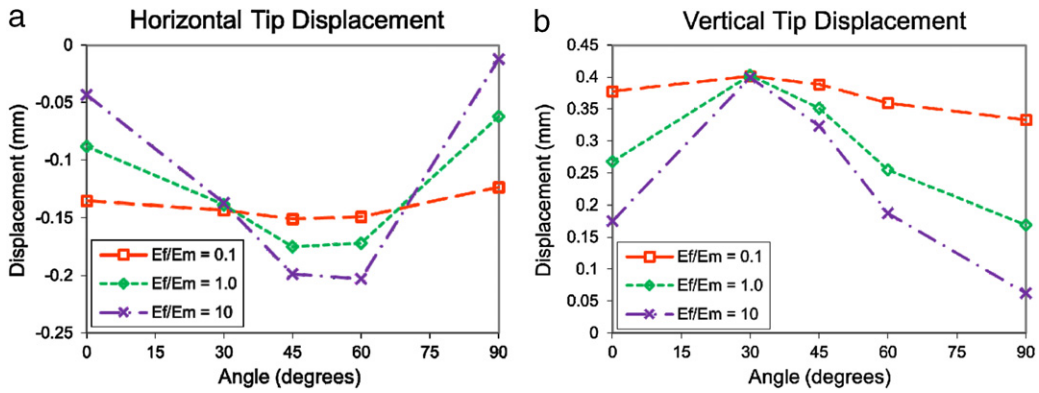 a
Horizontal Tip Displacement
0
-0.05
-0.1
-0.15
-0.2
-0.25
Displacement (mm)
Ef/Em = 0.1
Ef/Em = 1.0
Ef/Em = 10
0 15 30 45 60 75 90
Angle (degrees)
b
Vertical Tip Displacement
0.45
0.4
0.35
0.3
0.25
0.2
0.15
0.1
0.05
0
Displacement (mm)
Ef/Em = 0.1
Ef/Em = 1.0
Ef/Em = 10
0 15 30 45 60 75 90
Angle (degrees)